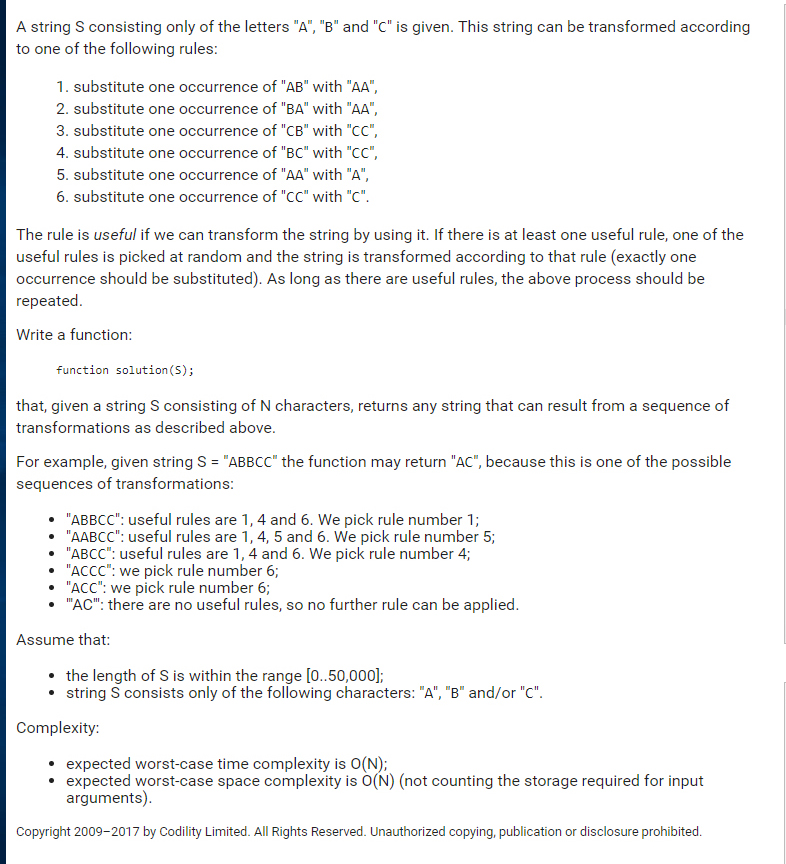 A string S consisting only of the letters "A", "B" and "C" is given. This string can be transformed according
to one of the following rules:
1. substitute one occurrence of "AB" with "AA",
2. substitute one occurrence of "BA" with "AA",
3. substitute one occurrence of "CB" with "CC",
4. substitute one occurrence of "BC" with "CC",
5. substitute one occurrence of "AA" with "A",
6. substitute one occurrence of "CC" with "C".
The rule is useful if we can transform the string by using it. If there is at least one useful rule, one of the
useful rules is picked at random and the string is transformed according to that rule (exactly one
occurrence should be substituted). As long as there are useful rules, the above process should be
repeated.
Write a function:
function solution(S);
that, given a string S consisting of N characters, returns any string that can result from a sequence of
transformations as described above.
For example, given string S = "ABBCC" the function may return "AC", because this is one of the possible
sequences of transformations:
• "ABBCC": useful rules are 1, 4 and 6. We pick rule number 1;
• "AABCC": useful rules are 1, 4, 5 and 6. We pick rule number 5;
• "ABCC": useful rules are 1, 4 and 6. We pick rule number 4;
• "ACCC": we pick rule number 6;
• "ACC": we pick rule number 6;
• "'AC"': there are no useful rules, so no further rule can be applied.
Assume that:
• the length of S is within the range [0..50,000];
• string S consists only of the following characters: "A", "B" and/or "C".
Complexity:
• expected worst-case time complexity is O(N);
• expected worst-case space complexity is O(N) (not counting the storage required for input
arguments).
Copyright 2009–2017 by Codility Limited. All Rights Reserved. Unauthorized copying, publication or disclosure prohibited.